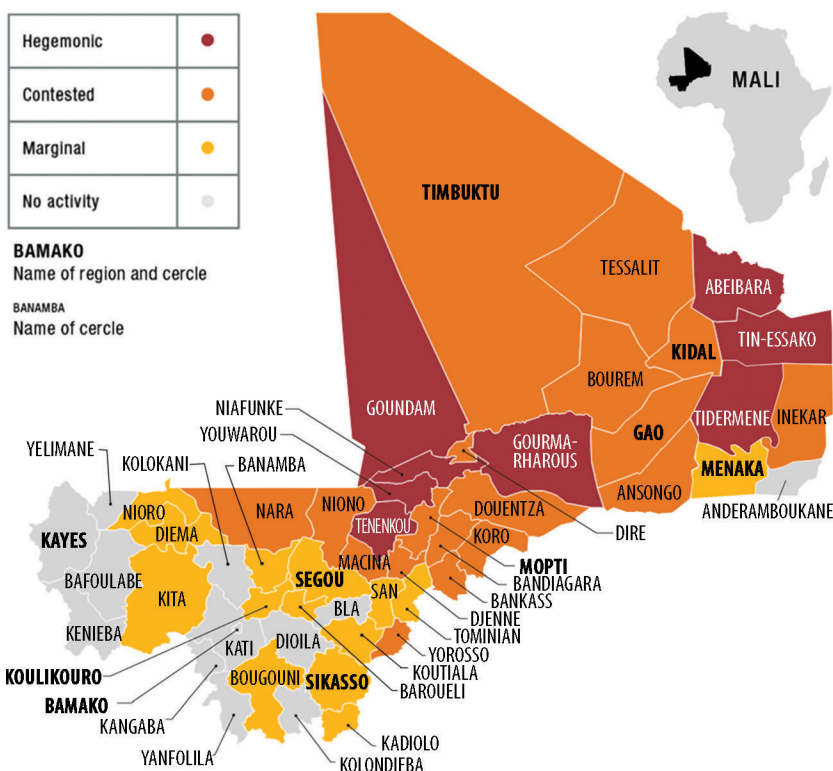 Hegemonic
Contested
Marginal
No activity
BAMAKO
Name of region and cercle
BANAMBA
Name of cercle
MALI
TIMBUKTU
TESSALIT
ABEIBARA
KIDAL
TIN-ESSAKO
BOUREM
NIAFUNKE
GOUNDAM
TIDERMENE
INEKAR
YOUWAROU
GOURMA-
RHAROUS
GAO
YELIMANE
KOLOKANI
BANAMBA
MENAKA
NIORO
NARA
NIONO
DOUENTZA
ANSONGO
ANDERAMBOUKANE
TENENKOU
DIRE
KAYES
DIEMA
KORO
MACINA
MOPTI
BAFOULABE
SEGOU
BANDIAGARA
KITA
SAN
BANKASS
BLA
DJENNE
KENIEBA
TOMINIAN
KATI
DIOILA
YOROSSO
KOULIKOURO
BOUGOUNI
SIKASSO
KOUTIALA
BAROUELI
BAMAKO
KANGABA
YANFOLILA
KADIOLO
KOLONDIEBA